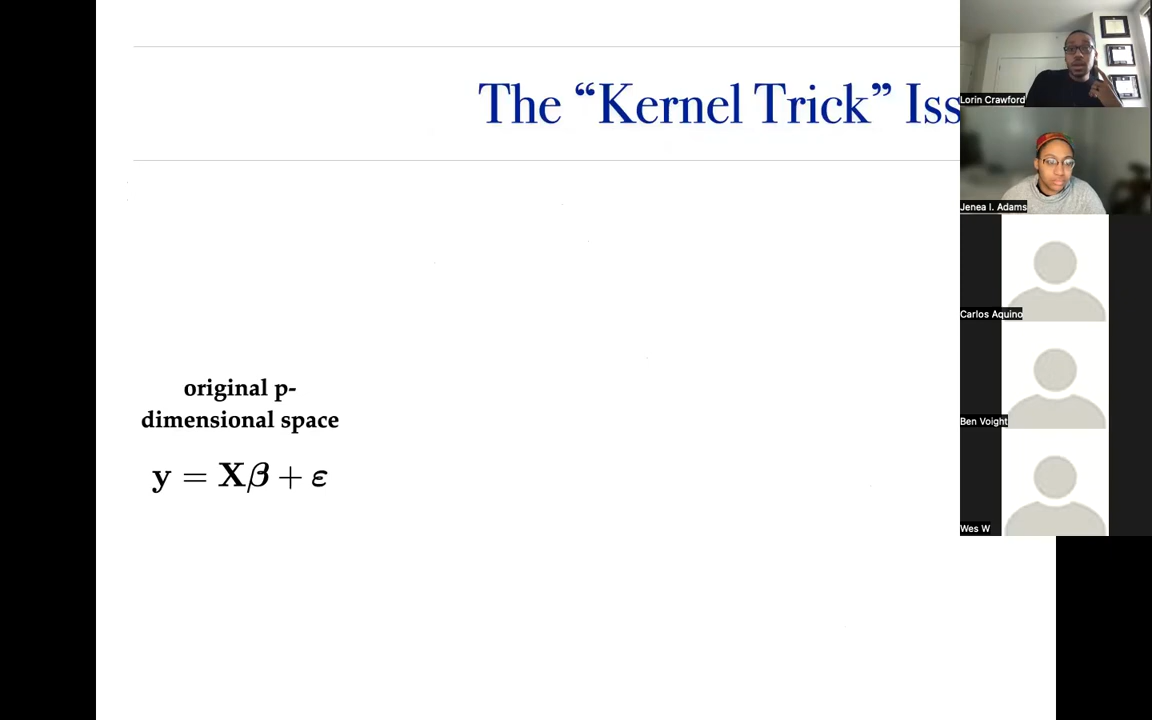 The “Kernel Trick” Iss
Lorin Crawford
Jenea I. Adams
Carlos Aquino
original p-
dimensional space
Ben Voight
y = Xβ + ε
Wes W